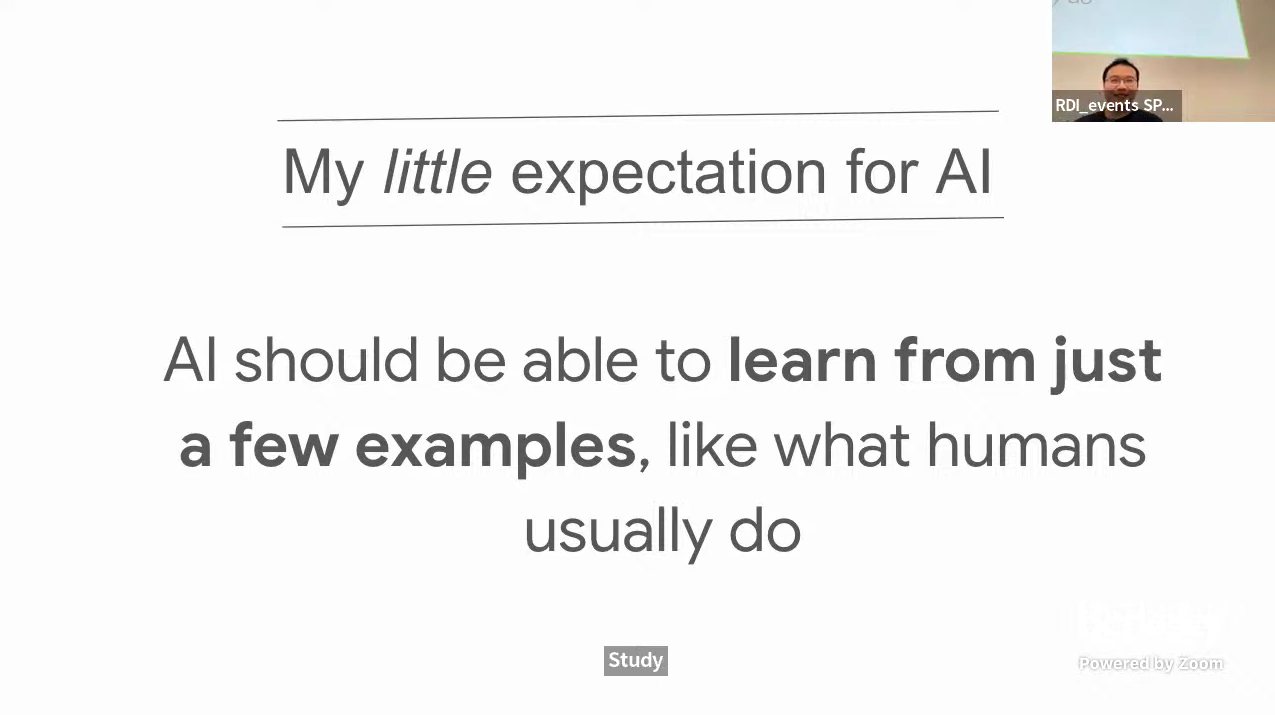 RDI_events SP...
My little expectation for AI
AI should be able to learn from just
a few examples, like what humans
usually do
Study
Powered by Zoom